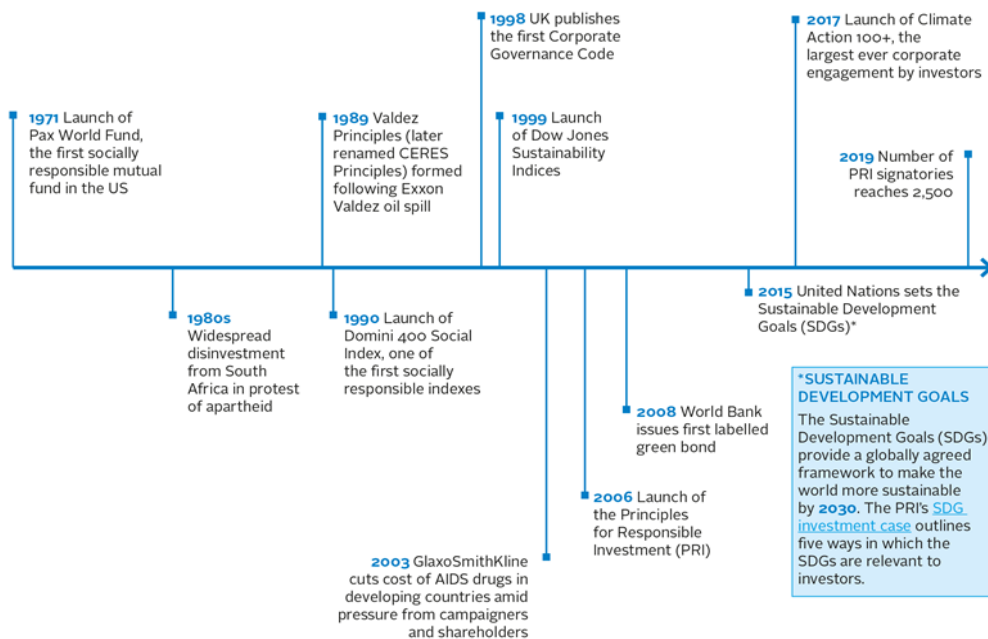 1971 Launch of
Pax World Fund,
the first socially
responsible mutual
fund in the US
1980s
Widespread
disinvestment
from South
Africa in protest
of apartheid
1989 Valdez
Principles (later
renamed CERES
Principles) formed
following Exxon
Valdez oil spill
1990 Launch of
Domini 400 Social
Index, one of
the first socially
responsible indexes
1998 UK publishes
the first Corporate
Governance Code
1999 Launch
of Dow Jones
Sustainability
Indices
2003 GlaxoSmithKline
cuts cost of AIDS drugs in
developing countries amid
pressure from campaigners
and shareholders
2006 Launch of
the Principles
for Responsible
Investment (PRI)
2008 World Bank
issues first labelled
green bond
2015 United Nations sets the
Sustainable Development
Goals (SDGs)*
2017 Launch of Climate
Action 100+, the
largest ever corporate
engagement by investors
2019 Number of
PRI signatories
reaches 2,500
*SUSTAINABLE
DEVELOPMENT GOALS
The Sustainable
Development Goals (SDGs)
provide a globally agreed
framework to make the
world more sustainable
by 2030. The PRI's SDG
investment case outlines
five ways in which the
SDGs are relevant to
investors.